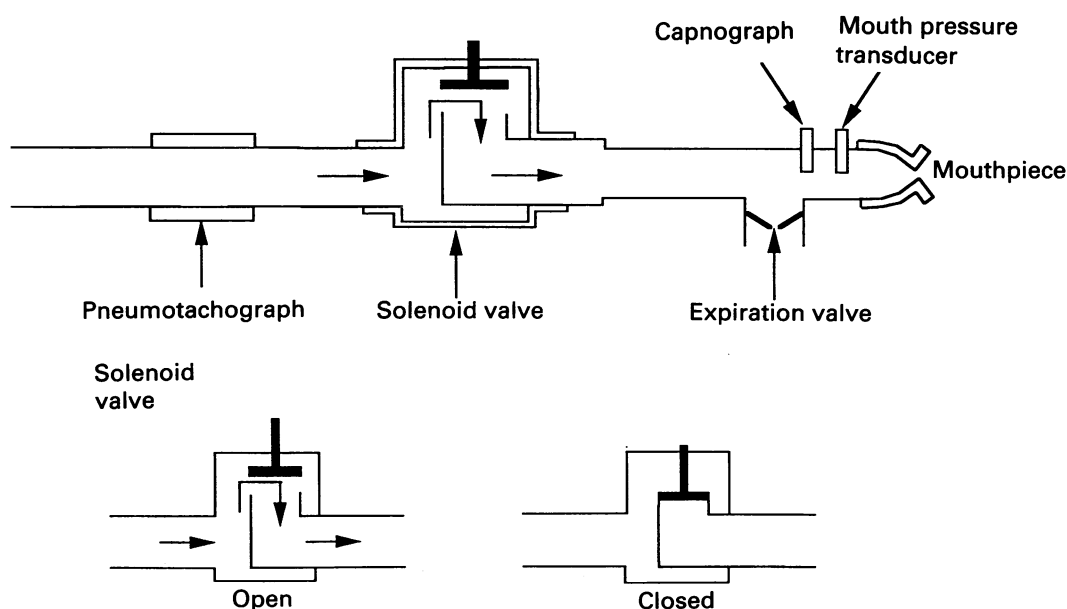 Capnograph
Mouth pressure
transducer
Mouthpiece
Pneumotachograph
Solenoid valve
Expiration valve
Solenoid
valve
Open
Closed